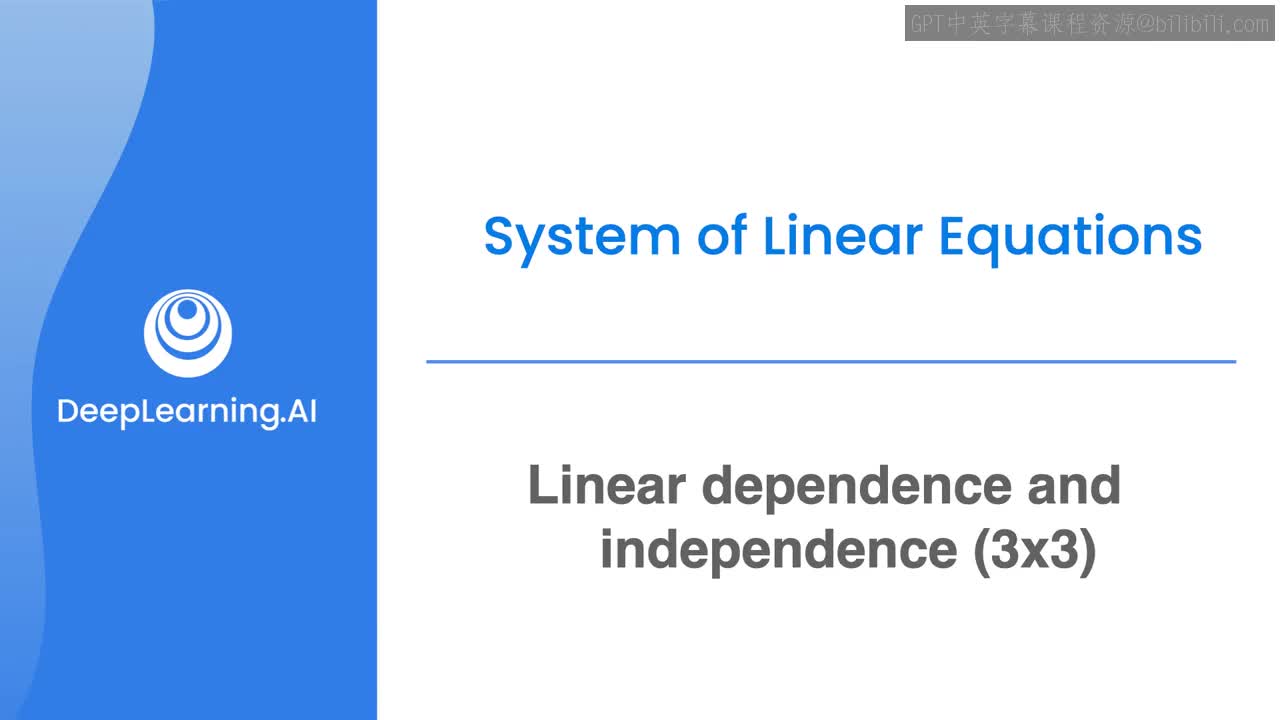 GPT中英字幕课程资源@bilibili.com
System of Linear Equations
DeepLearning.AI
Linear dependence and
independence (3x3)